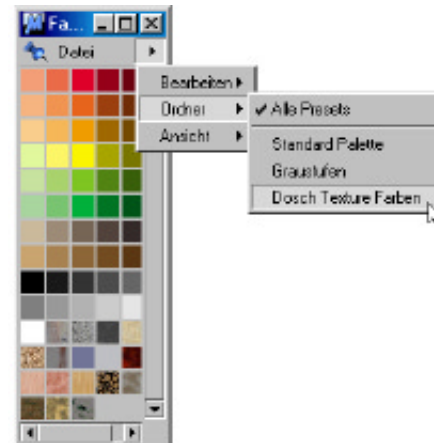 Fa...
Datei
Bearbeiten
Ordner
Ansicht
Alle Presets
Standard Palette
Graustufen
Dosch Texture Farben